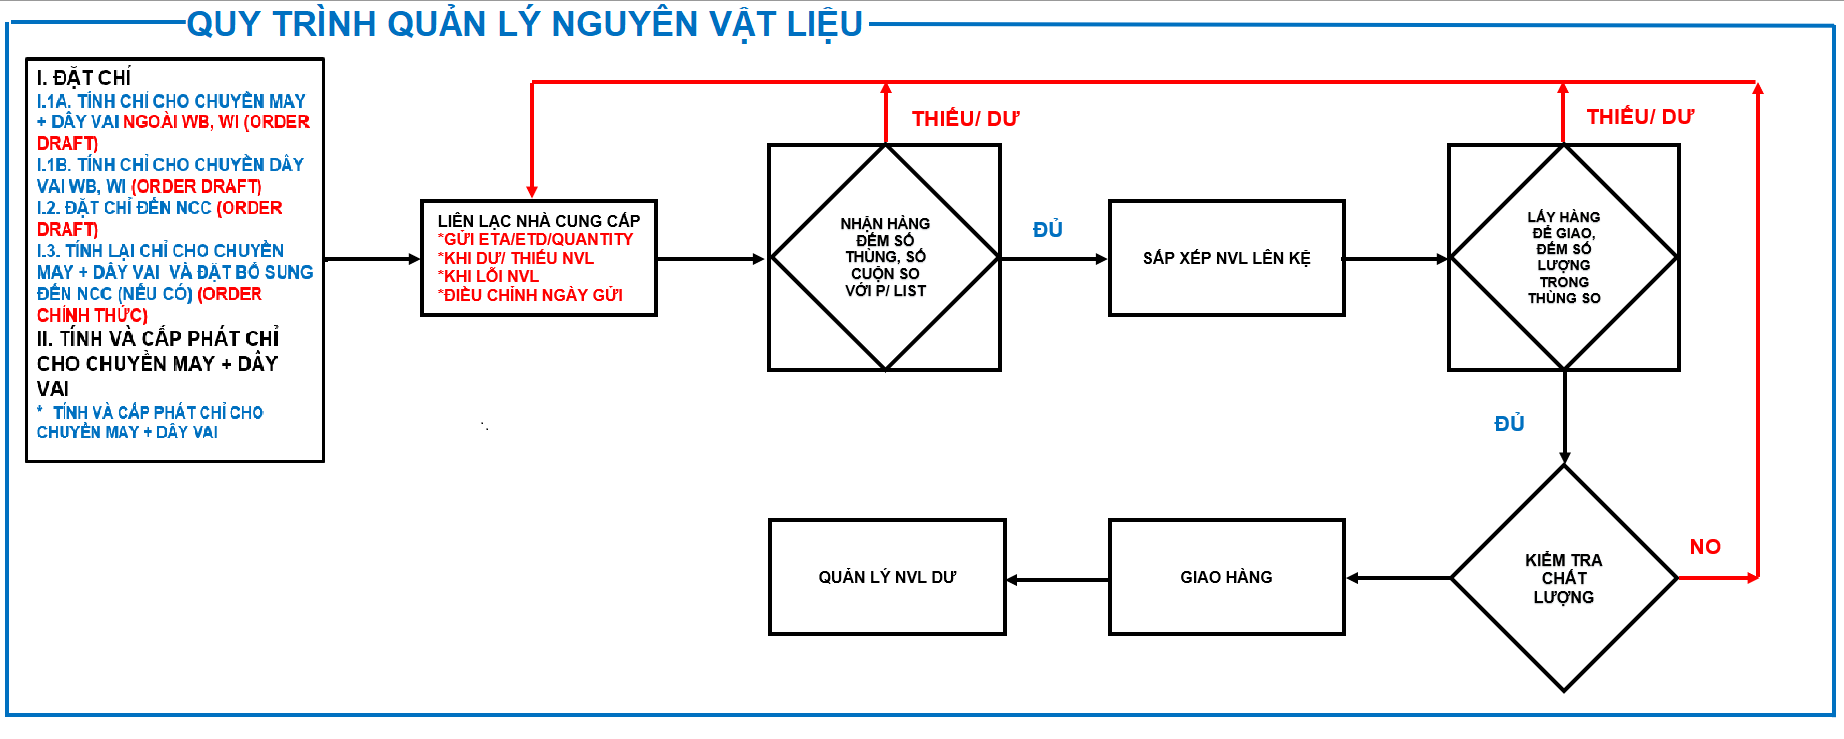 QUY TRÌNH QUẢN LÝ NGUYÊN VẬT LIỆU
I. ĐẶT CHỈ
I.1A. TÍNH CHỈ CHO CHUYỀN MAY
+ DÂY VAI NGOÀI WB, WI (ORDER
DRAFT)
I.1B. TÍNH CHỈ CHO CHUYỀN DÂY
VAI WB, WI (ORDER DRAFT)
I.2. ĐẶT CHỈ ĐẾN NCC (ORDER
DRAFT)
I.3. TÍNH LẠI CHỈ CHO CHUYỀN
MAY + DÂY VAI VÀ ĐẶT BỔ SUNG
ĐẾN NCC (NẾU CÓ) (ORDER
CHÍNH THỨC)
II. TÍNH VÀ CẤP PHÁT CHỈ
CHO CHUYỀN MAY + DÂY
VAI
* TÍNH VÀ CẤP PHÁT CHỈ CHO
CHUYỀN MAY + DÂY VAI
LIÊN LẠC NHÀ CUNG CẤP
*GỬI ETA/ETD/QUANTITY
*KHI DƯ/ THIẾU NVL
*KHI LỖI NVL
*ĐIỀU CHỈNH NGÀY GỬI
THIẾU/ DƯ
NHẬN HÀNG
ĐẾM SỐ
THÙNG, SỐ
CUỘN SO
VỚI P/ LIST
ĐỦ
SẮP XẾP NVL LÊN KỆ
THIẾU/ DƯ
LẤY HÀNG
ĐỂ GIAO,
ĐẾM SỐ
LƯỢNG
TRONG
THÙNG SO
ĐỦ
KIỂM TRA
CHẤT
LƯỢNG
NO
GIAO HÀNG
QUẢN LÝ NVL DƯ